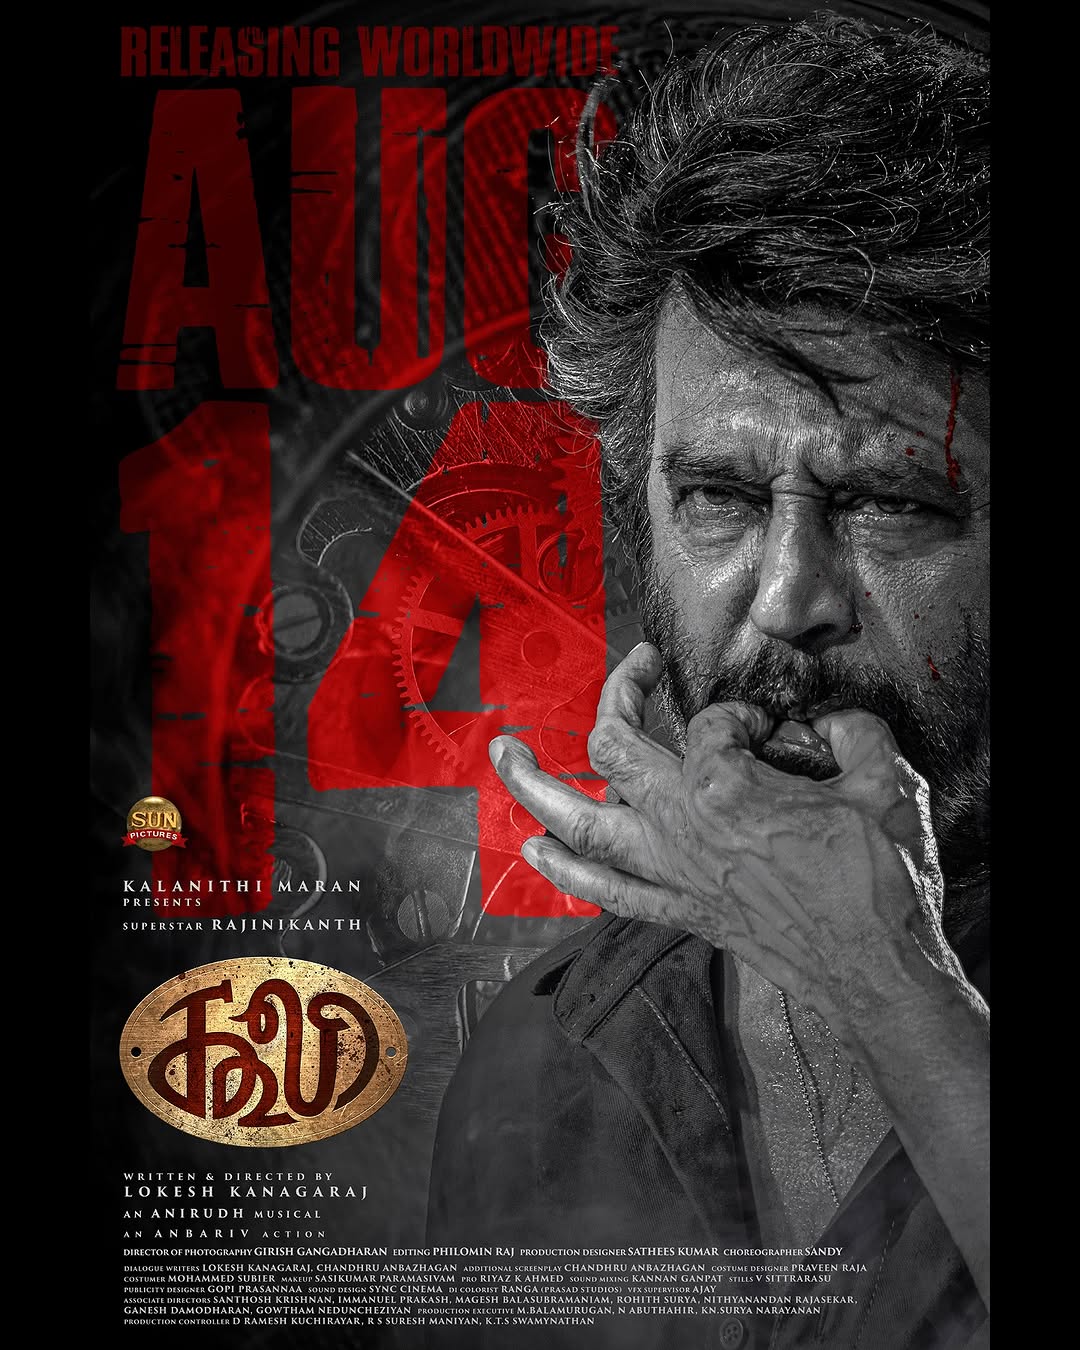 RELEASING WORLDWIDE
AUG
14
SUN
PICTURES
KALANITHI MARAN
PRESENTS
SUPERSTAR RAJINIKANTH
கூலி
WRITTEN & DIRECTED BY
LOKESH KANAGARAJ
AN ANIRUDH MUSICAL
AN ANBARIV ACTION
DIRECTOR OF PHOTOGRAPHY GIRISH GANGADHARAN EDITING PHILOMIN RAJ PRODUCTION DESIGNER SATHEES KUMAR CHOREOGRAPHER SANDY
DIALOGUE WRITERS LOKESH KANAGARAJ, CHANDHRU ANBAZHAGAN ADDITIONAL SCREENPLAY CHANDHRU ANBAZHAGAN COSTUME DESIGNER PRAVEEN RAJA
COSTUMER MOHAMMED SUBIER MAKEUP SASIKUMAR PARAMASIVAM PRO RIYAZ K AHMED SOUND MIXING KANNAN GANPAT STILLS V SITTRARASU
PUBLICITY DESIGNER GOPI PRASANNAA SOUND DESIGN SYNC CINEMA DI COLORIST RANGA (PRASAD STUDIOS) VFX SUPERVISOR AJAY
ASSOCIATE DIRECTORS SANTHOSH KRISHNAN, IMMANUEL PRAKASH, MAGESH BALASUBRAMANIAM, ROHITH SURYA, NITHYANANDAN RAJASEKAR,
GANESH DAMODHARAN, GOWTHAM NEDUNCHEZIYAN PRODUCTION EXECUTIVE M.BALAMURUGAN, N ABUTHAHIR, KN.SURYA NARAYANAN
PRODUCTION CONTROLLER D RAMESH KUCHIRAYAR, R S SURESH MANIYAN, K.T.S SWAMYNATHAN